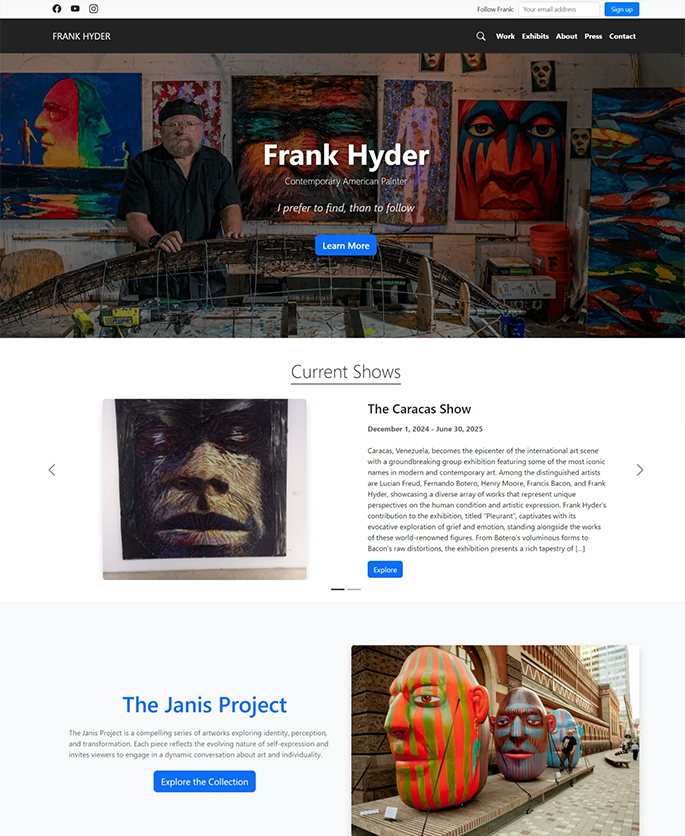 Follow Frank: Your email address Sign up
FRANK HYDER Work Exhibits About Press Contact
Frank Hyder
Contemporary American Painter
I prefer to find, than to follow
Learn More
Current Shows
The Caracas Show
December 1, 2024 - June 30, 2025
Caracas, Venezuela, becomes the epicenter of the international art scene
with a groundbreaking group exhibition featuring some of the most iconic
names in modern and contemporary art. Among the distinguished artists
are Lucian Freud, Fernando Botero, Henry Moore, Francis Bacon, and Frank
Hyder, showcasing a diverse array of works that represent unique
perspectives on the human condition and artistic expression. Frank Hyder's
contribution to the exhibition, titled "Pleurant", captivates with its
evocative exploration of grief and emotion, standing alongside the works
of these world-renowned figures. From Botero's voluminous forms to
Bacon's raw distortions, the exhibition presents a rich tapestry of [...]
Explore
The Janis Project
The Janis Project is a compelling series of artworks exploring identity, perception,
and transformation. Each piece reflects the evolving nature of self-expression and
invites viewers to engage in a dynamic conversation about art and individuality.
Explore the Collection